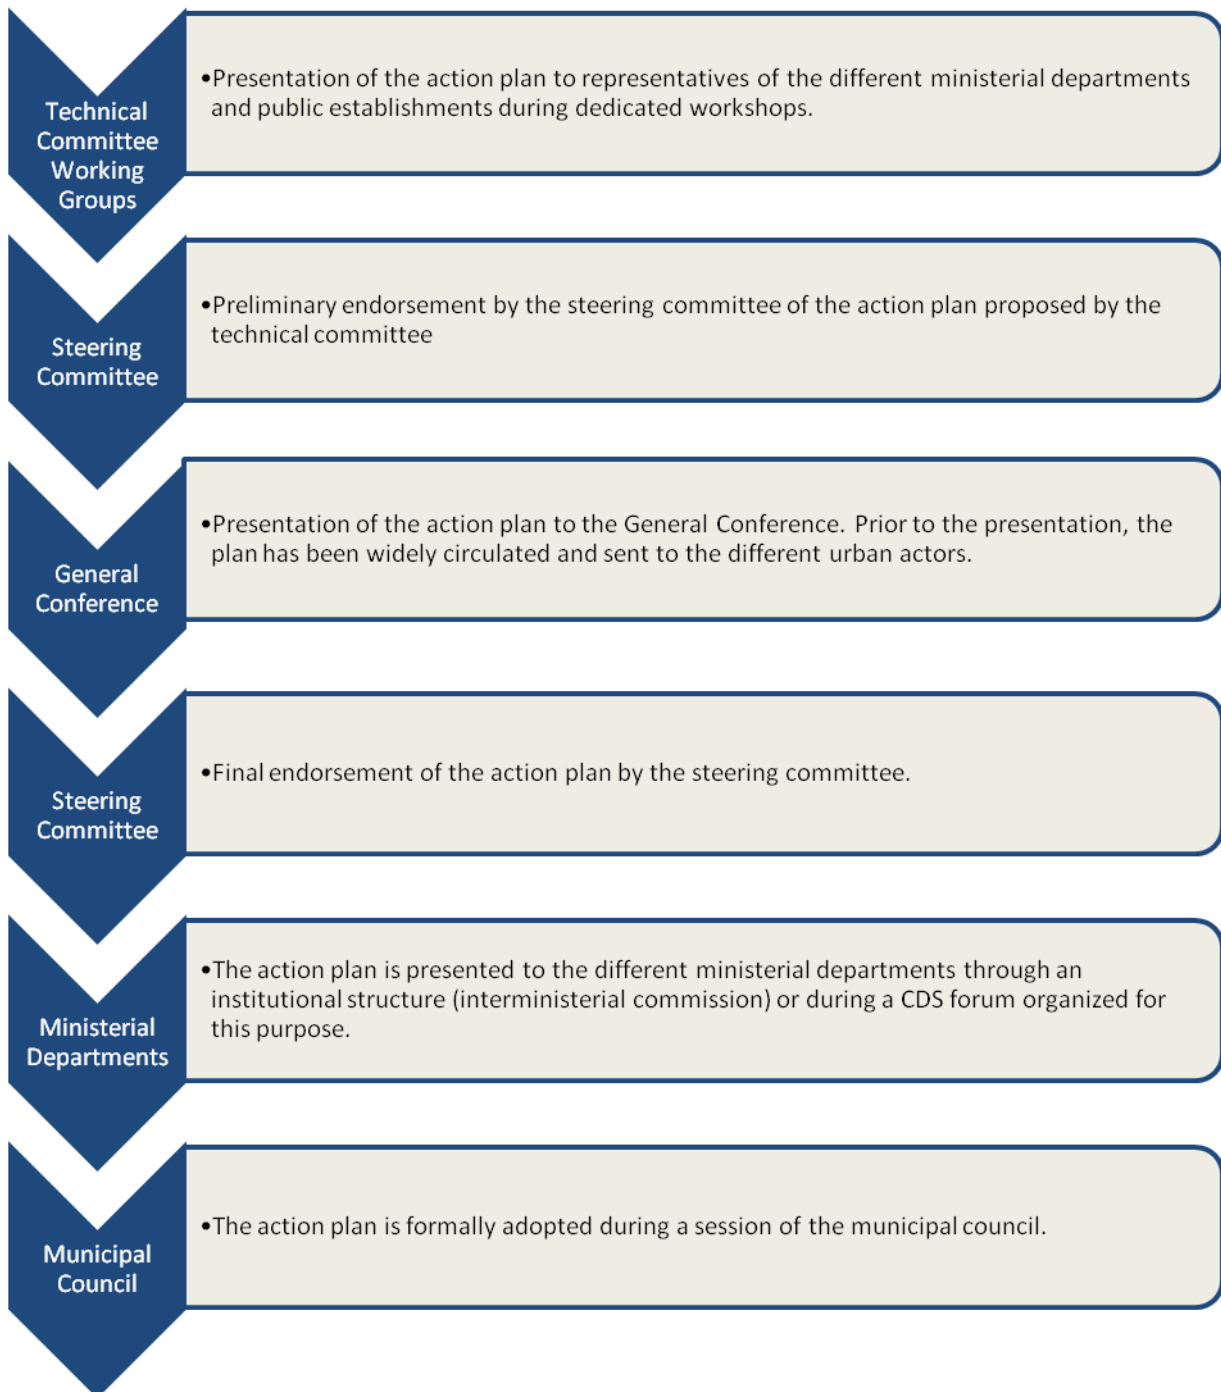 Technical
Committee
Working
Groups
•Presentation of the action plan to representatives of the different ministerial departments
and public establishments during dedicated workshops.
Steering
Committee
•Preliminary endorsement by the steering committee of the action plan proposed by the
technical committee
General
Conference
•Presentation of the action plan to the General Conference. Prior to the presentation, the
plan has been widely circulated and sent to the different urban actors.
Steering
Committee
•Final endorsement of the action plan by the steering committee.
Ministerial
Departments
•The action plan is presented to the different ministerial departments through an
institutional structure (interministerial commission) or during a CDS forum organized for
this purpose.
Municipal
Council
•The action plan is formally adopted during a session of the municipal council.